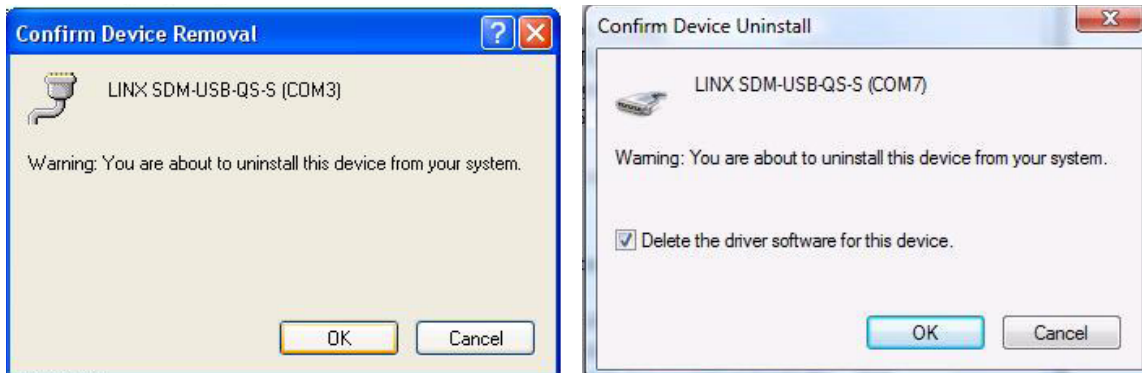 Confirm Device Removal
LINX SDM-USB-QS-S (COM3)
Warning: You are about to uninstall this device from your system.
OK
Cancel
Confirm Device Uninstall
LINX SDM-USB-QS-S (COM7)
Warning: You are about to uninstall this device from your system.
Delete the driver software for this device.
OK
Cancel